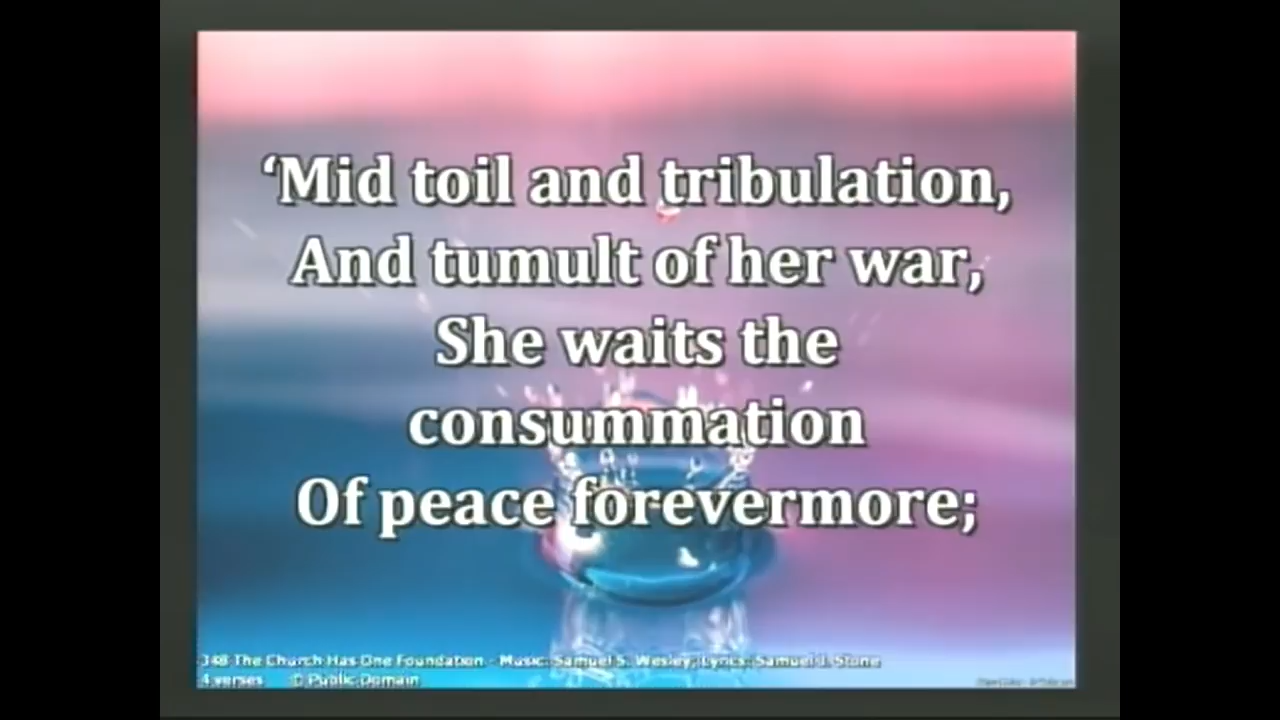 ‘Mid toil and tribulation,
And tumult of her war,
She waits the
consummation
Of peace forevermore;
348 The Church Has One Foundation - Music: Samuel S. Wesley; Lyrics: Samuel J. Stone
4 verses © Public Domain